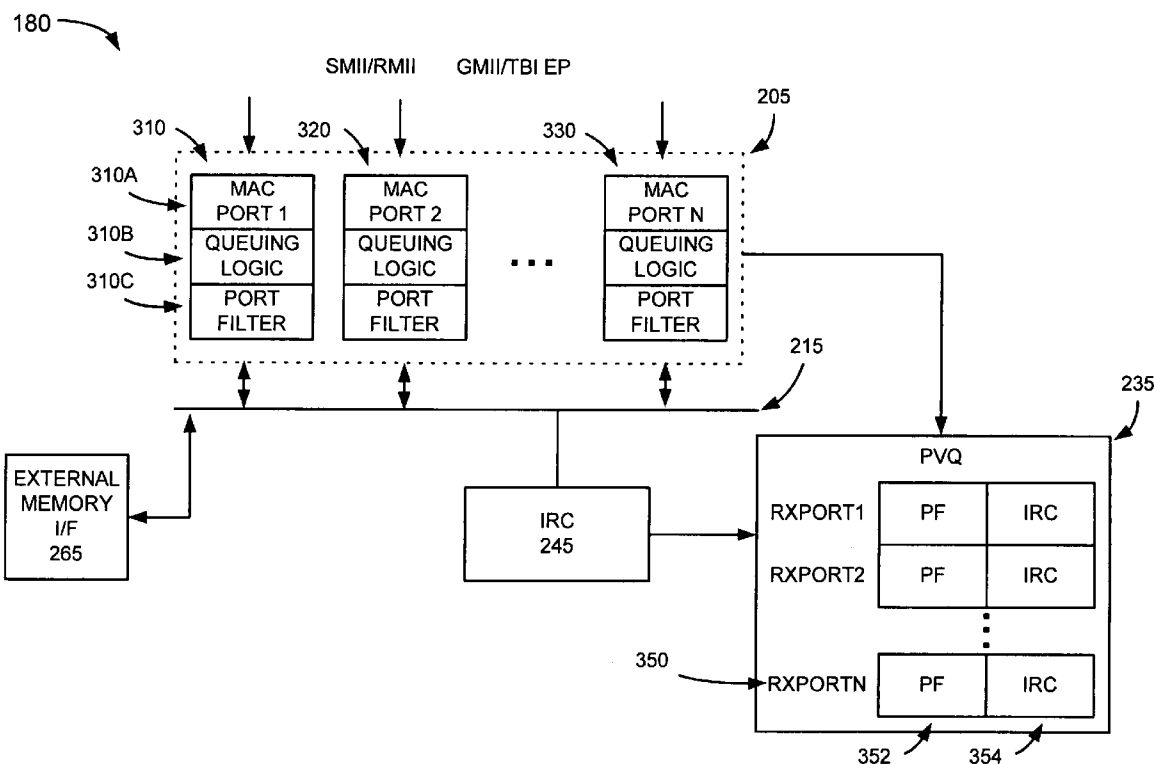 180
SMII/RMII GMII/TBI EP
310
320
330
205
310A
MAC
PORT 1
MAC
PORT 2
MAC
PORT N
310B
QUEUING
LOGIC
QUEUING
LOGIC
QUEUING
LOGIC
310C
PORT
FILTER
PORT
FILTER
PORT
FILTER
215
235
EXTERNAL
MEMORY
I/F
265
IRC
245
PVQ
RXPORT1 PF IRC
RXPORT2 PF IRC
350
RXPORTN PF IRC
352
354